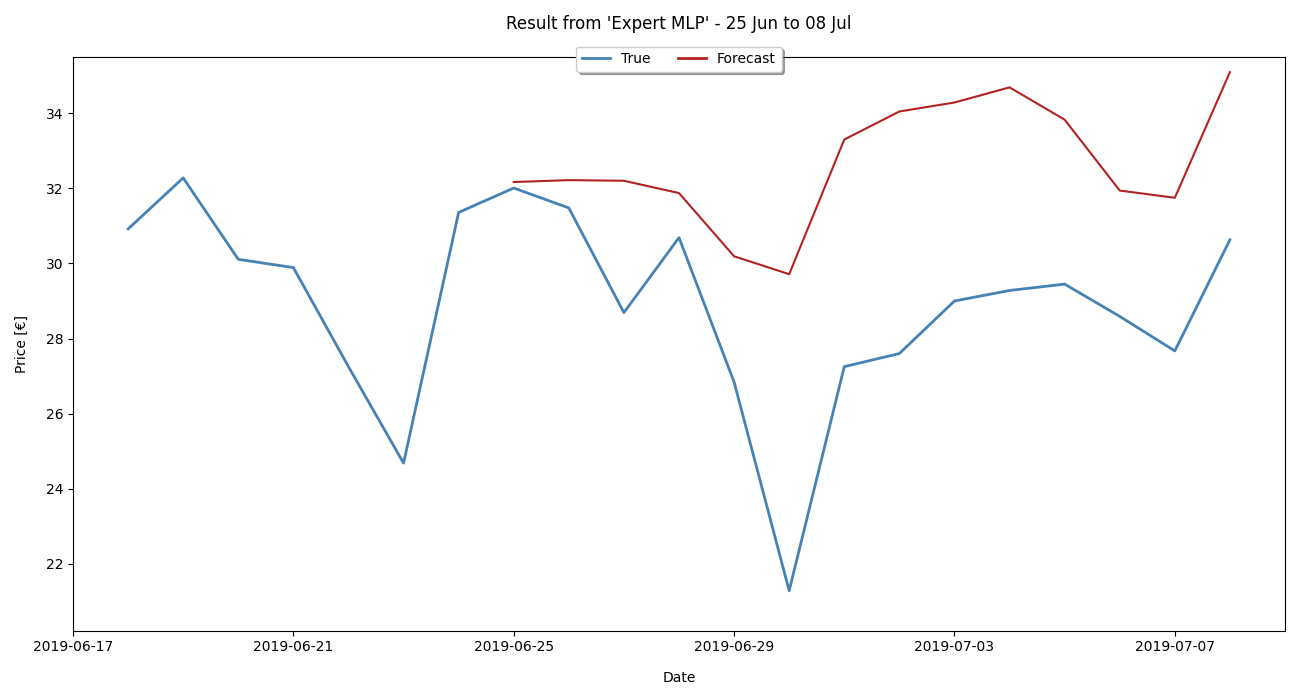 Result from 'Expert MLP' - 25 Jun to 08 Jul
True Forecast
34
32
30
28
26
24
22
Price [€]
2019-06-17 2019-06-21 2019-06-25 2019-06-29 2019-07-03 2019-07-07
Date